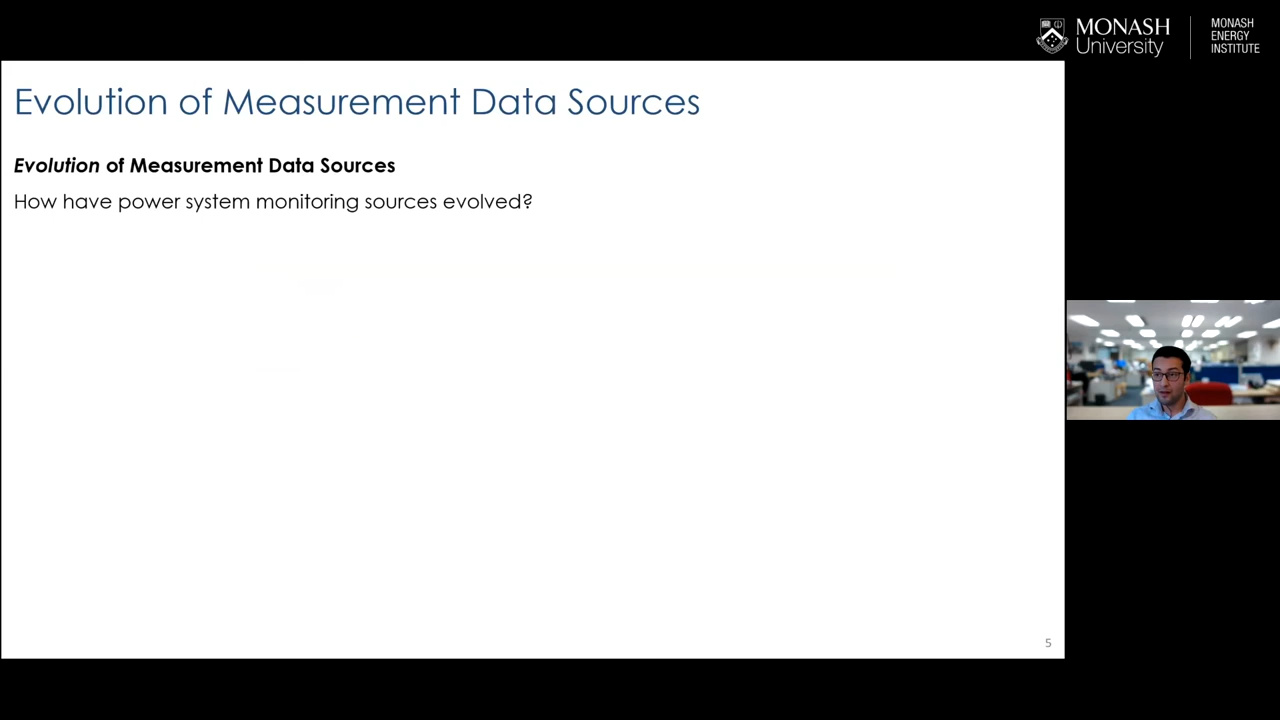 MONASH University
MONASH ENERGY INSTITUTE
Evolution of Measurement Data Sources
Evolution of Measurement Data Sources
How have power system monitoring sources evolved?
5